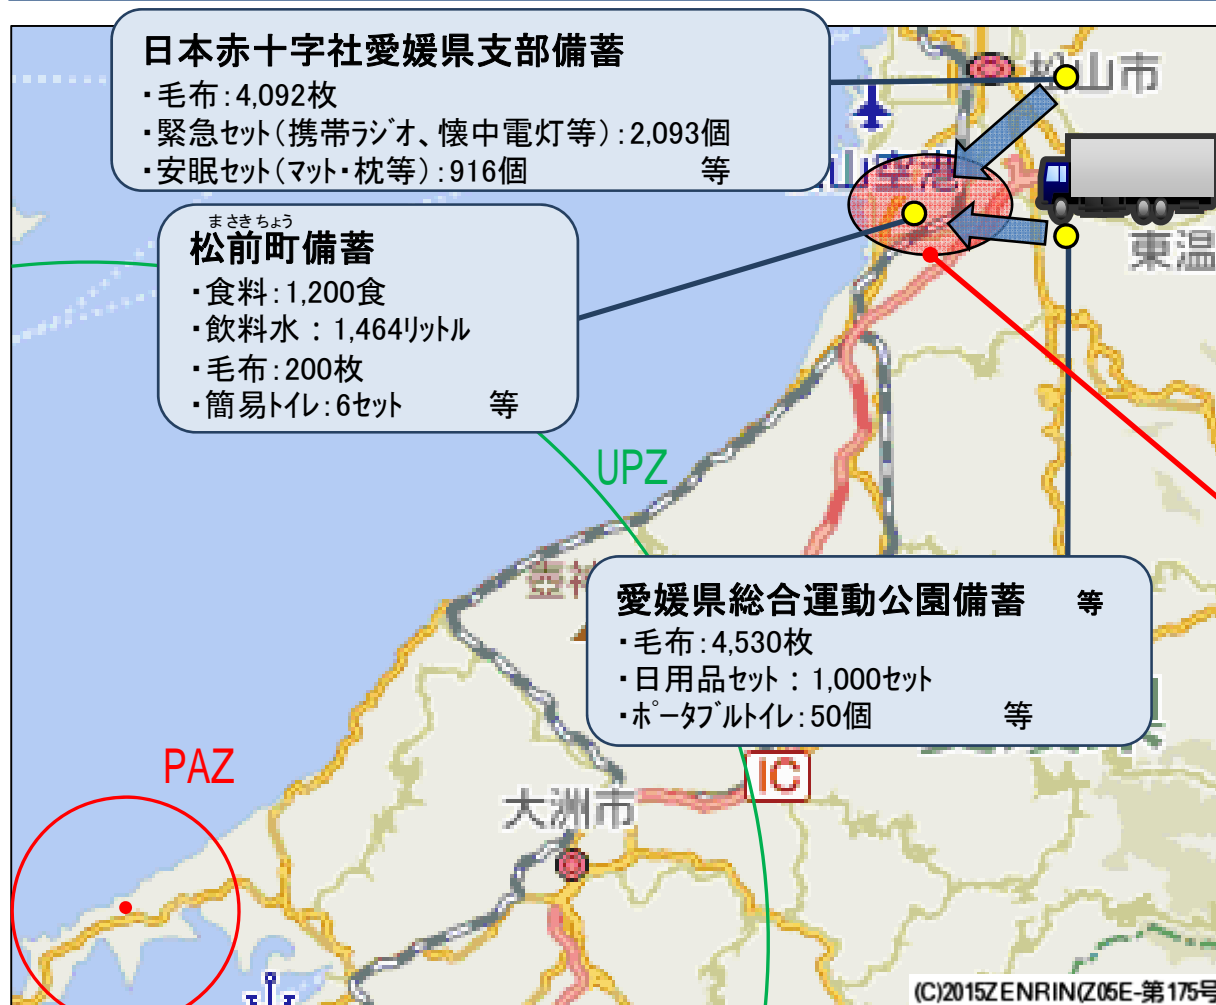 日本赤十字社愛媛県支部備蓄
・毛布：4,092枚
・緊急セット（携帯ラジオ、懐中電灯等）：2,093個
・安眠セット（マット・枕等）：916個 等
松山市
山空港
東温
まさきちょう
松前町備蓄
・食料：1,200食
・飲料水：1,464リットル
・毛布：200枚
・簡易トイレ：6セット 等
UPZ
壺神
愛媛県総合運動公園備蓄 等
・毛布：4,530枚
・日用品セット：1,000セット
・ポータブルトイレ：50個 等
PAZ
IC
大洲市
(C)2015ZENRIN(Z05E-第175号